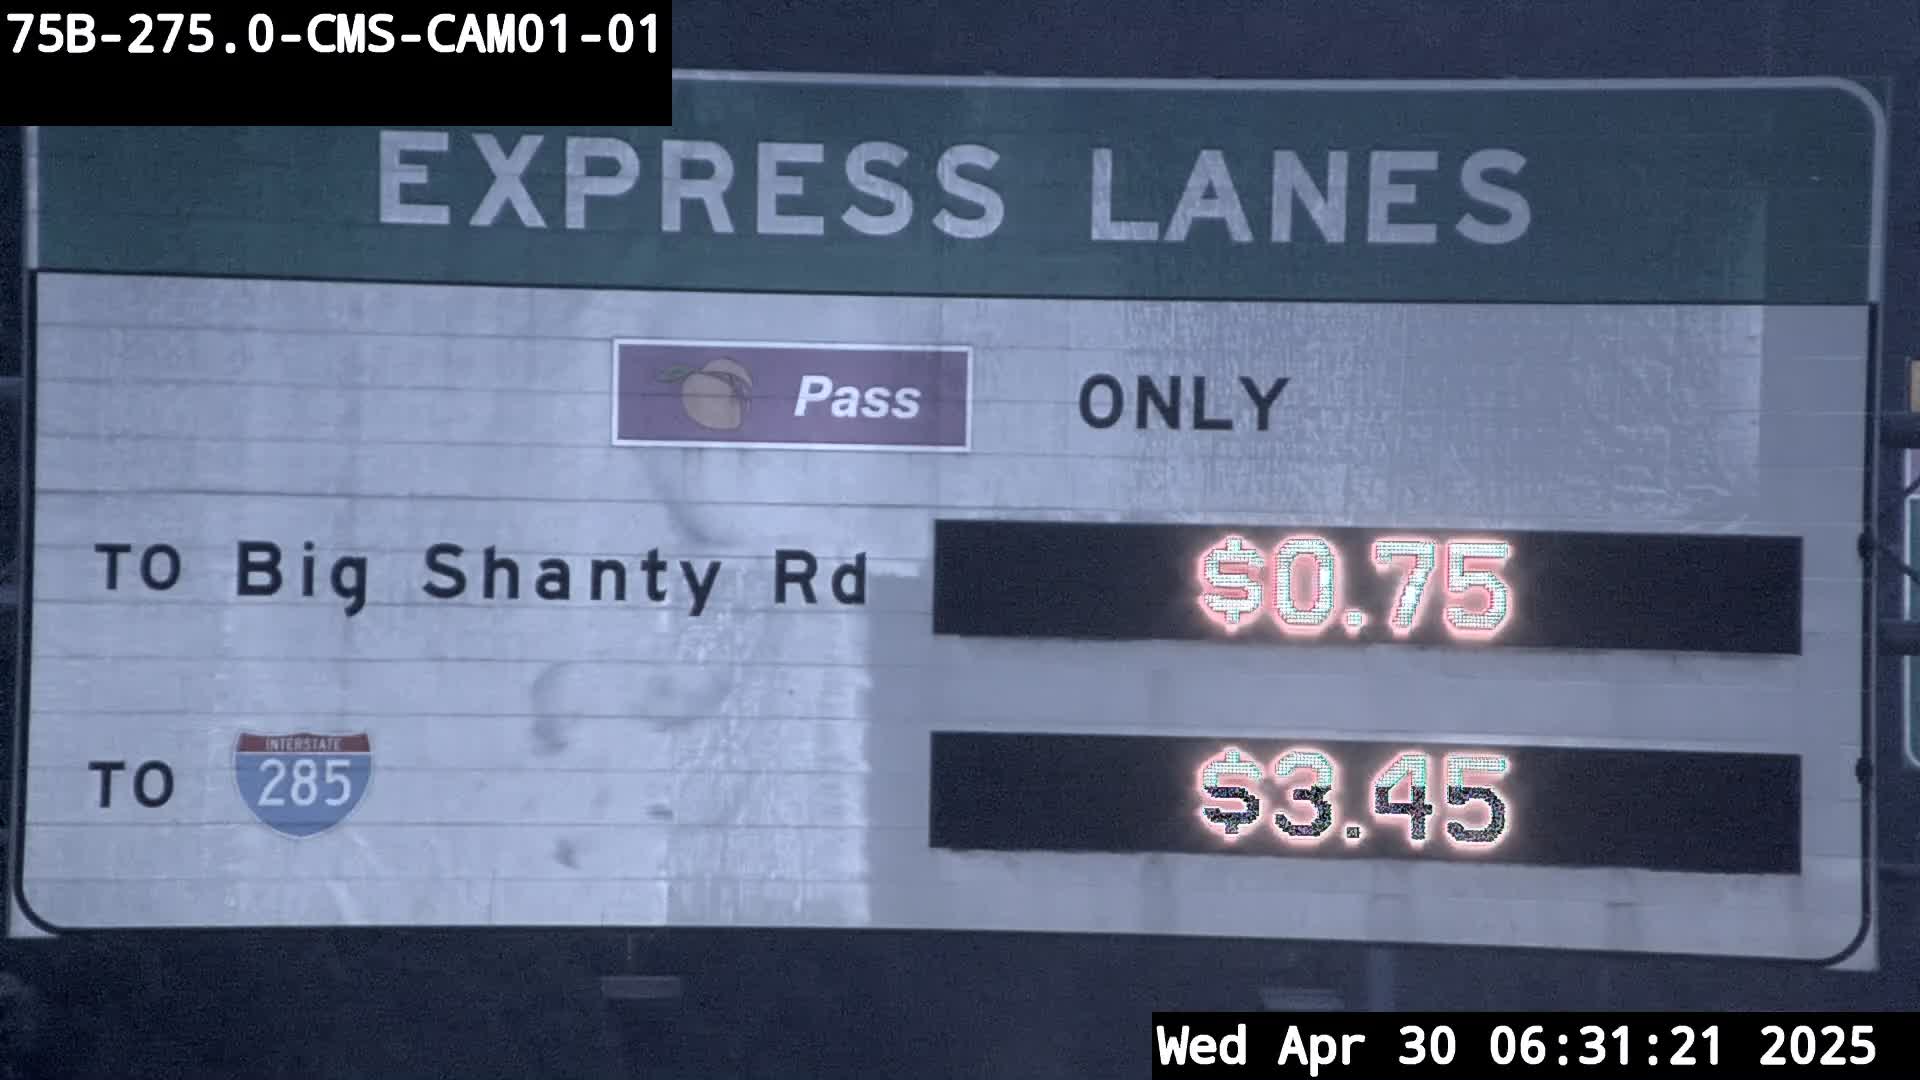 75B-275.0-CMS-CAM01-01
EXPRESS LANES
Pass ONLY
TO Big Shanty Rd $0.75
INTERSTATE
TO 285 $3.45
Wed Apr 30 06:31:21 2025